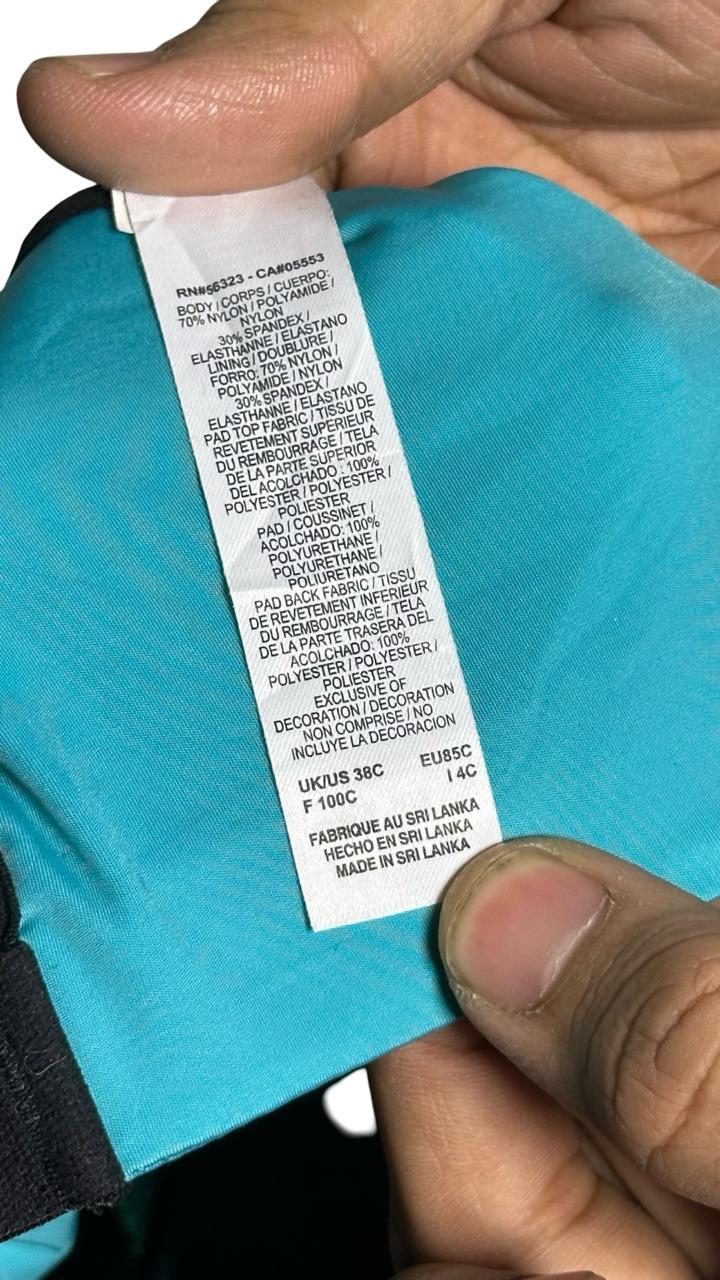 RN#56323 - CA#05553
BODY / CORPS / CUERPO:
70% NYLON / POLYAMIDE /
NYLON
30% SPANDEX /
ELASTHANNE / ELASTANO
LINING / DOUBLURE /
FORRO: 70% NYLON /
POLYAMIDE / NYLON
30% SPANDEX /
ELASTHANNE / ELASTANO
PAD TOP FABRIC / TISSU DE
REVETEMENT SUPERIEUR
DU REMBOURRAGE / TELA
DE LA PARTE SUPERIOR
DEL ACOLCHADO : 100%
POLYESTER / POLYESTER /
POLIESTER
PAD / COUSSINET /
ACOLCHADO: 100%
POLYURETHANE /
POLYURETHANE /
POLIURETANO
PAD BACK FABRIC / TISSU
DE REVETEMENT INFERIEUR
DU REMBOURRAGE / TELA
DE LA PARTE TRASERA DEL
ACOLCHADO: 100%
POLYESTER / POLYESTER /
POLIESTER
EXCLUSIVE OF
DECORATION / DECORATION
NON COMPRISE / NO
INCLUYE LA DECORACION
UK/US 38C EU85C
F 100C I 4C
FABRIQUE AU SRI LANKA
HECHO EN SRI LANKA
MADE IN SRI LANKA